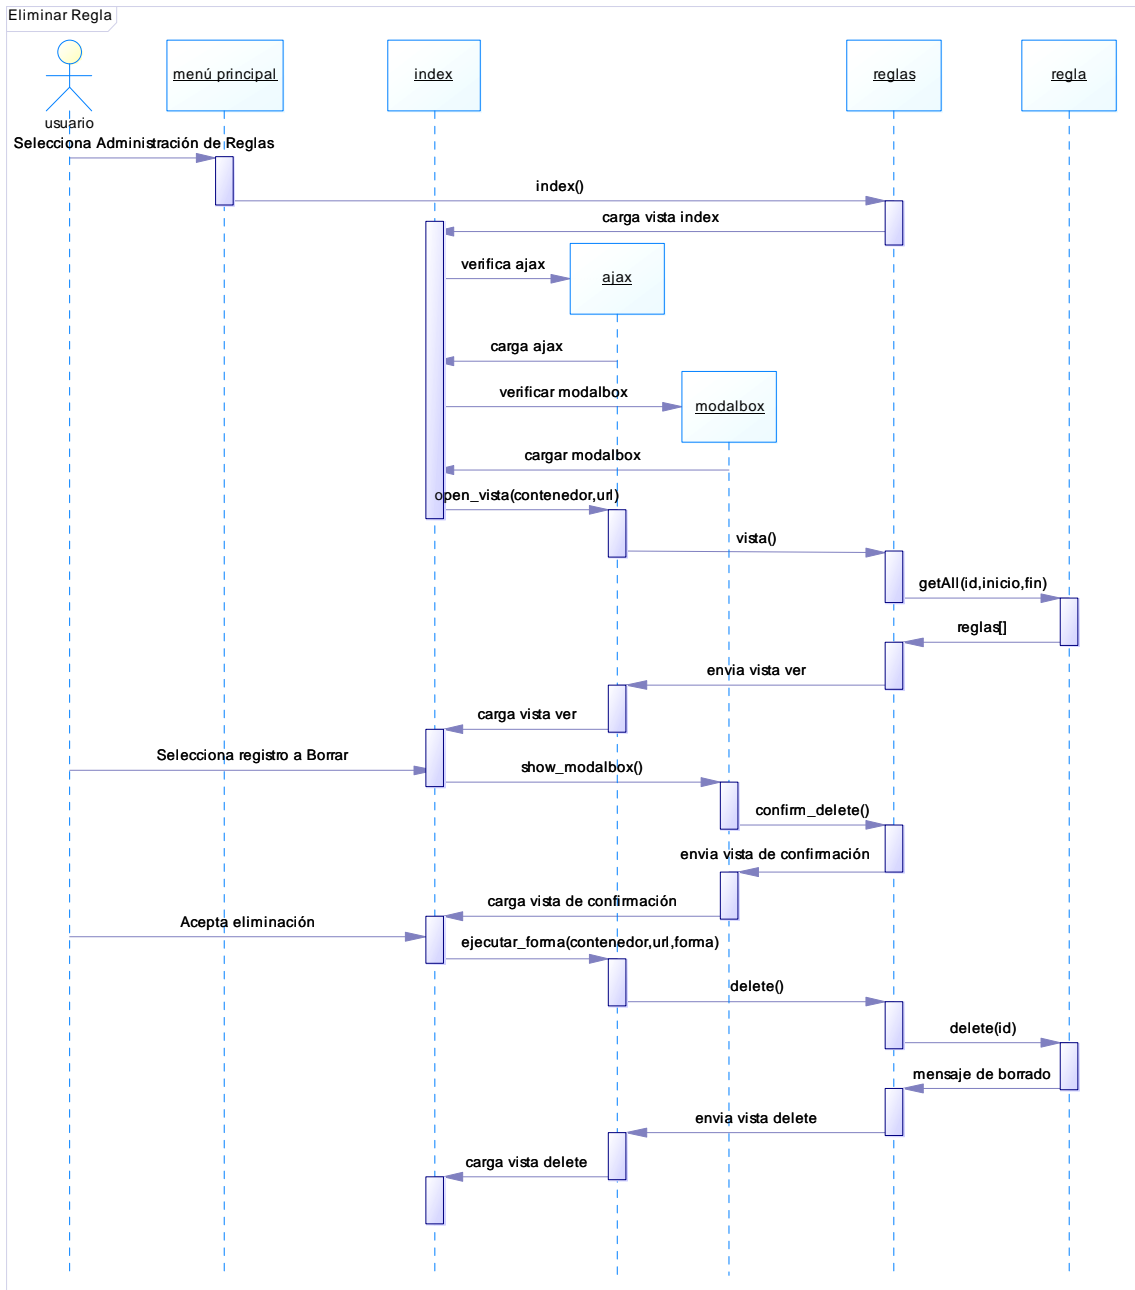 Eliminar Regla
menú principal
index
reglas
regla
usuario
Selecciona Administración de Reglas
index()
carga vista index
verifica ajax
ajax
carga ajax
verificar modalbox
modalbox
cargar modalbox
open_vista(contenedor,url)
vista()
getAll(id,inicio,fin)
reglas[]
envia vista ver
carga vista ver
Selecciona registro a Borrar
show_modalbox()
confirm_delete()
envia vista de confirmación
carga vista de confirmación
Acepta eliminación
ejecutar_forma(contenedor,url,forma)
delete()
delete(id)
mensaje de borrado
envia vista delete
carga vista delete